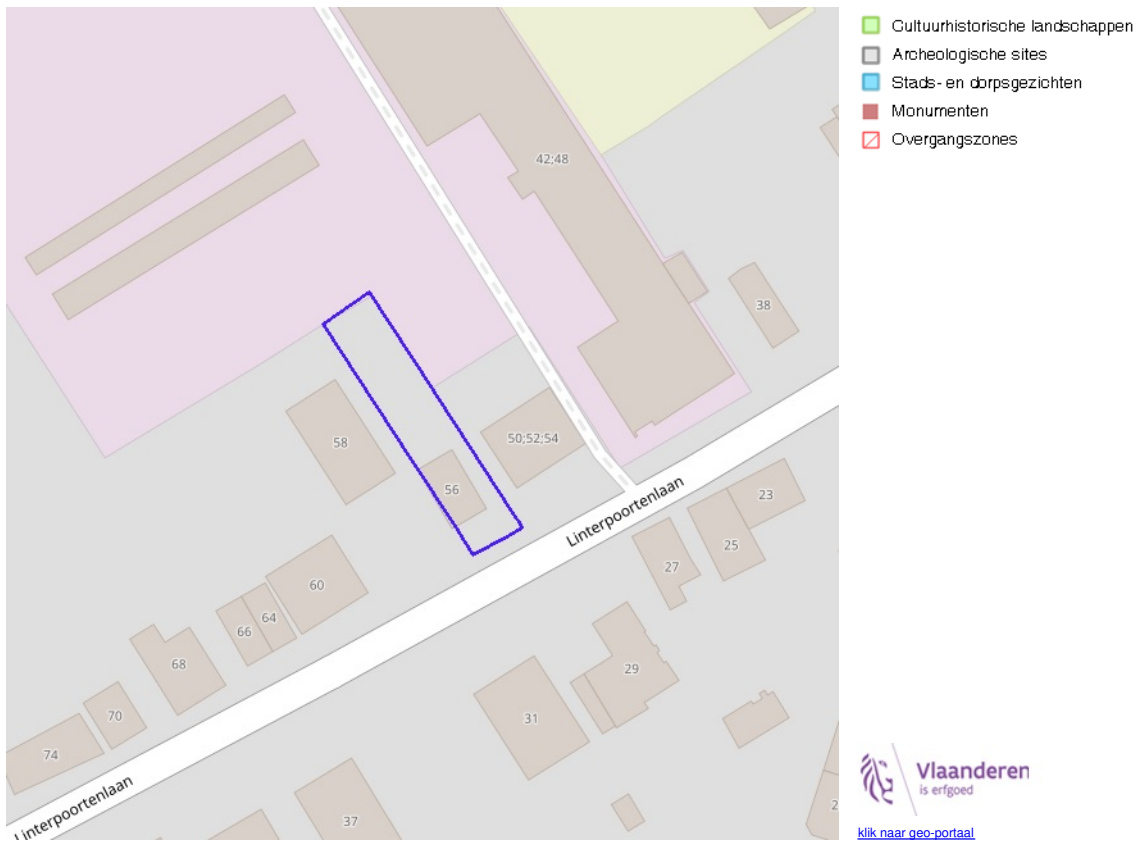 Cultuurhistorische landschappen
Archeologische sites
Stads- en dorpsgezichten
Monumenten
Overgangszones
42;48
38
58
50;52;54
56
Linterpoortenlaan
23
25
27
60
64
66
68
29
70
31
74
Linterpoortenlaan
37
2
Vlaanderen
is erfgoed
klik naar geo-portaal